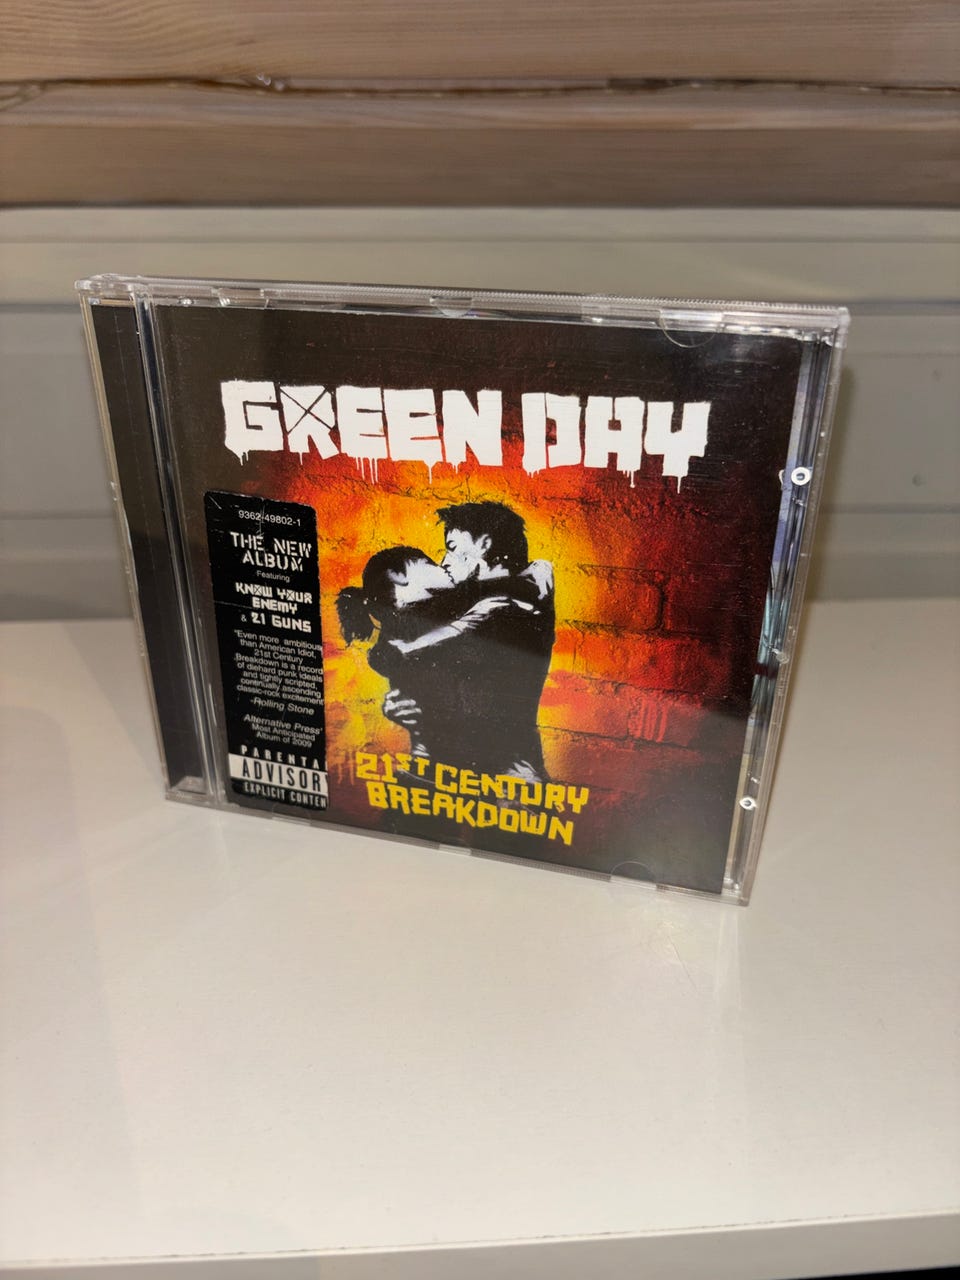 GREEN DAY
9362-49802-1
THE NEW
ALBUM
Featuring
KNOW YOUR
ENEMY
& 21 GUNS
"Even more ambitious
than American Idiot,
21st Century
Breakdown is a record
of diehard punk ideals
and tightly scripted,
continually ascending
classic-rock excitement"
-Rolling Stone
Alternative Press'
Most Anticipated
Album of 2009
PARENTAL
ADVISORY
EXPLICIT CONTENT
21ST CENTURY
BREAKDOWN